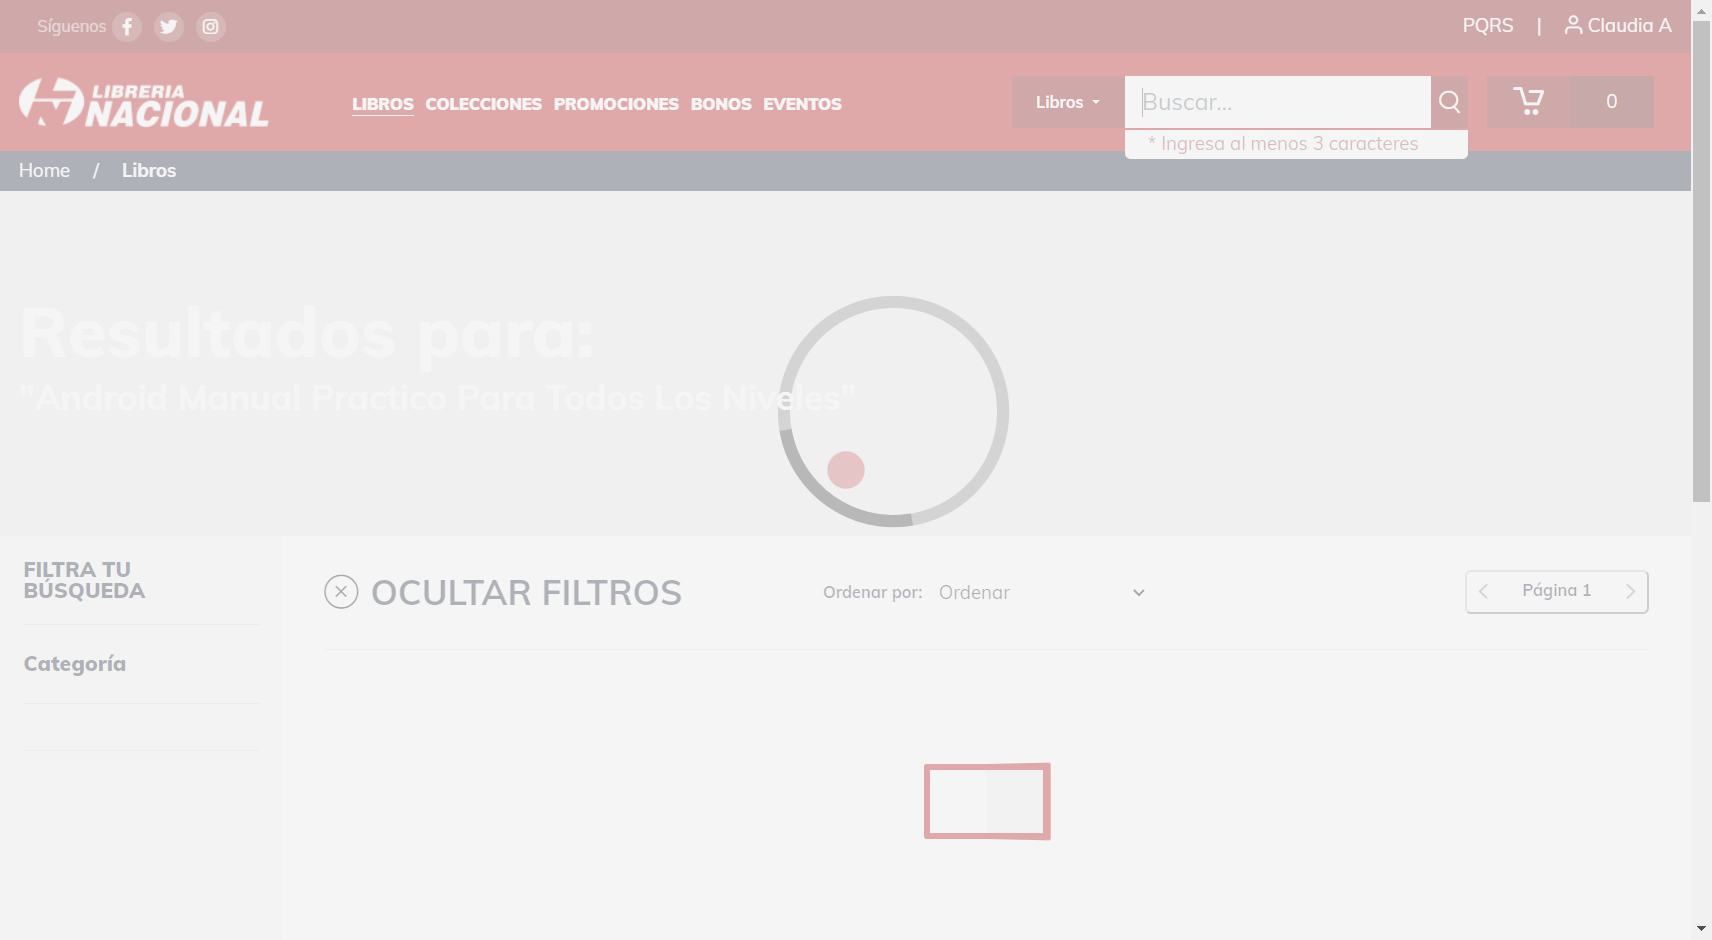 Síguenos
PQRS | Claudia A
LIBRERIA
NACIONAL
LIBROS COLECCIONES PROMOCIONES BONOS EVENTOS
Libros
Buscar...
0
* Ingresa al menos 3 caracteres
Home / Libros
Resultados para:
"Android Manual Practico Para Todos Los Niveles"
FILTRA TU
BÚSQUEDA
OCULTAR FILTROS
Ordenar por: Ordenar
Página 1
Categoría